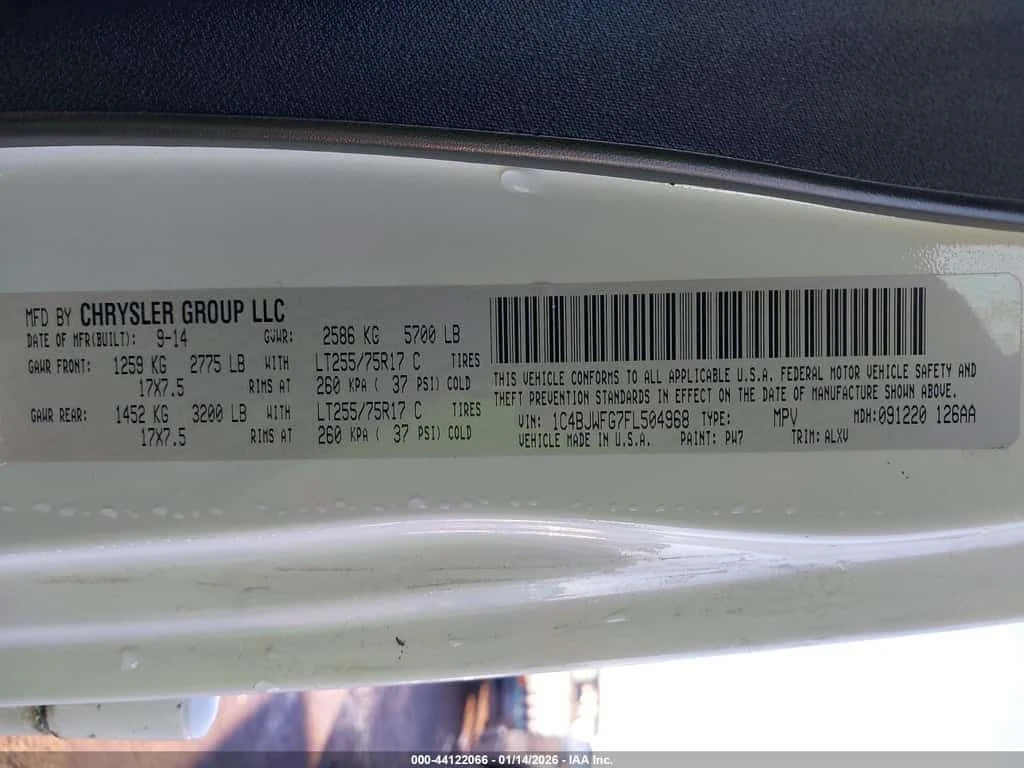 MFD BY CHRYSLER GROUP LLC
DATE OF MFR(BUILT): 9-14 GVWR: 2586 KG 5700 LB
GAWR FRONT: 1259 KG 2775 LB WITH LT255/75R17 C TIRES
17X7.5 RIMS AT 260 KPA ( 37 PSI) COLD
GAWR REAR: 1452 KG 3200 LB WITH LT255/75R17 C TIRES
17X7.5 RIMS AT 260 KPA ( 37 PSI) COLD
THIS VEHICLE CONFORMS TO ALL APPLICABLE U.S.A. FEDERAL MOTOR VEHICLE SAFETY AND
THEFT PREVENTION STANDARDS IN EFFECT ON THE DATE OF MANUFACTURE SHOWN ABOVE.
VIN: 1C4BJWFG7FL504968 TYPE: MPV MDH:091220 126AA
VEHICLE MADE IN U.S.A. PAINT: PW7 TRIM: ALXV
000-44122066 - 01/14/2026 - IAA Inc.